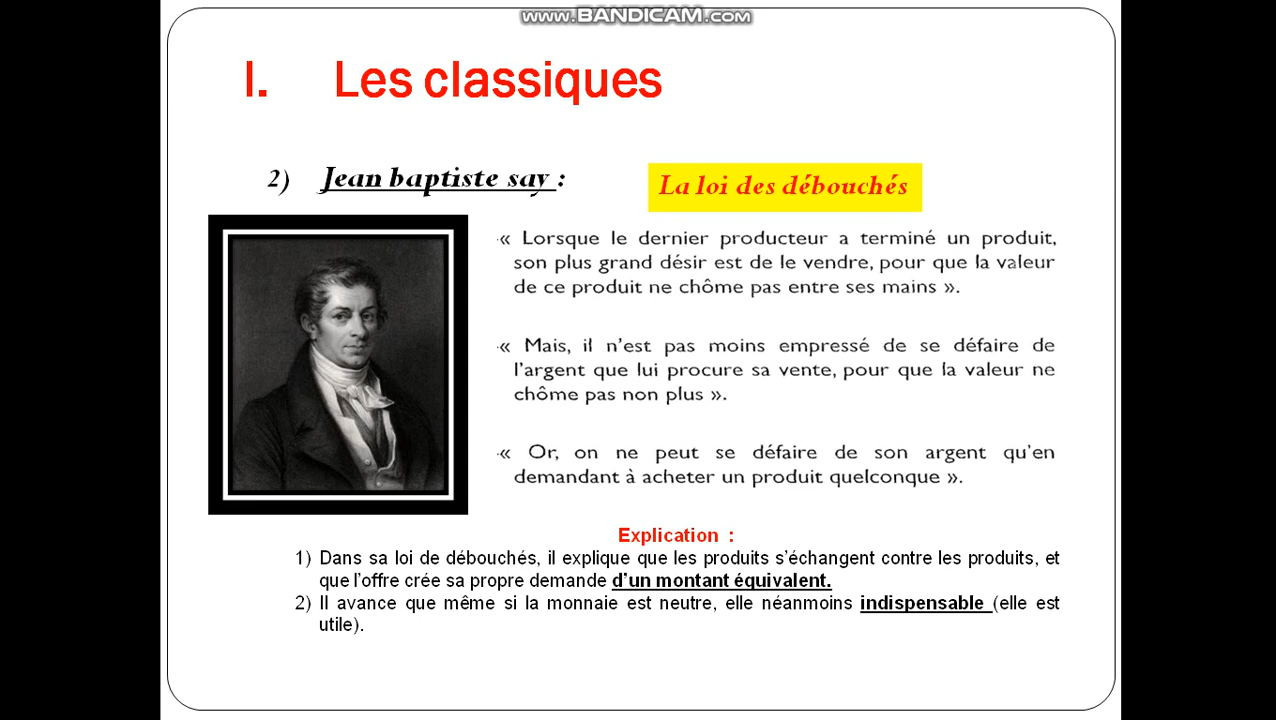 www.BANDICAM.com
I. Les classiques
2) Jean baptiste say :
La loi des débouchés
« Lorsque le dernier producteur a terminé un produit,
son plus grand désir est de le vendre, pour que la valeur
de ce produit ne chôme pas entre ses mains ».
« Mais, il n'est pas moins empressé de se défaire de
l'argent que lui procure sa vente, pour que la valeur ne
chôme pas non plus ».
« Or, on ne peut se défaire de son argent qu'en
demandant à acheter un produit quelconque ».
Explication :
1) Dans sa loi de débouchés, il explique que les produits s'échangent contre les produits, et
que l'offre crée sa propre demande d'un montant équivalent.
2) Il avance que même si la monnaie est neutre, elle néanmoins indispensable (elle est
utile).